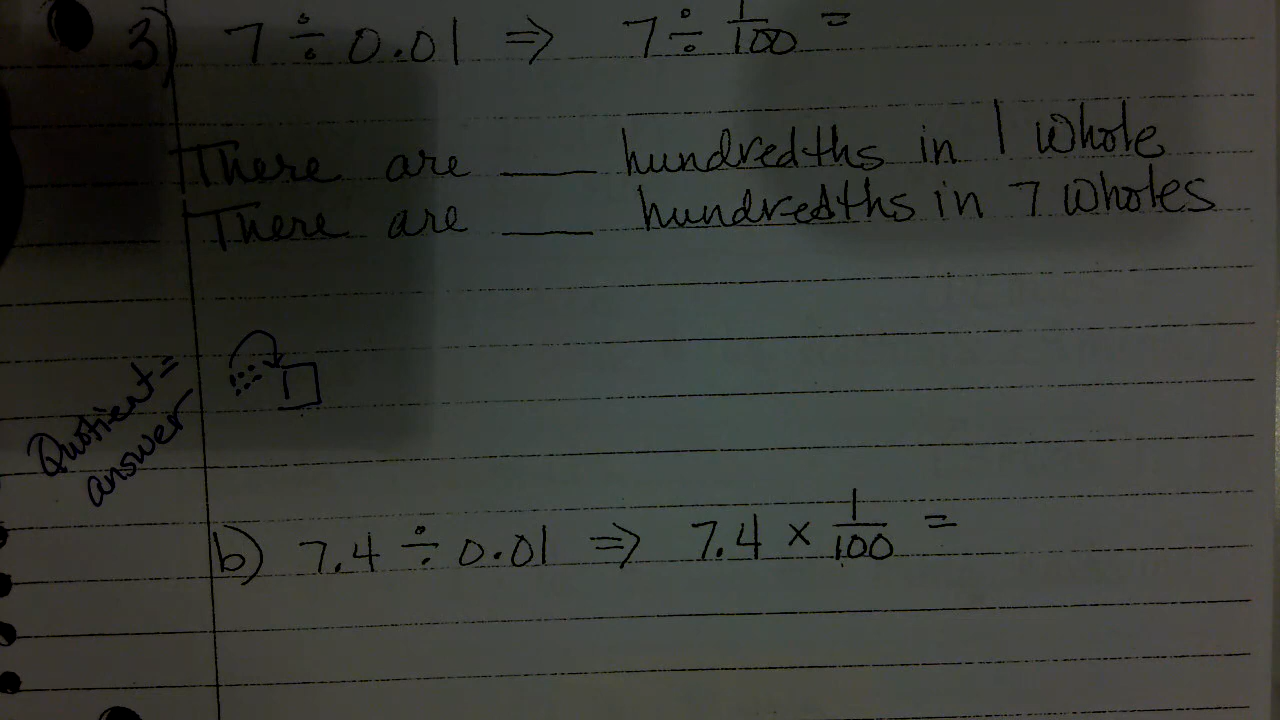 3) 7 ÷ 0.01 ⇒ 7 ÷ 1/100 =
There are ___ hundredths in 1 whole
There are ___ hundredths in 7 wholes
Quotient =
answer
b) 7.4 ÷ 0.01 ⇒ 7.4 × 1/100 =